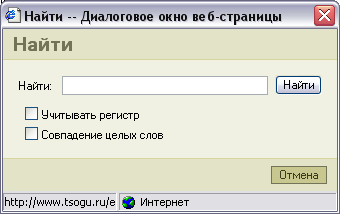 Найти -- Диалоговое окно веб-страницы
Найти
Найти: Найти
Учитывать регистр
Совпадение целых слов
Отмена
http://www.tsogu.ru/e Интернет